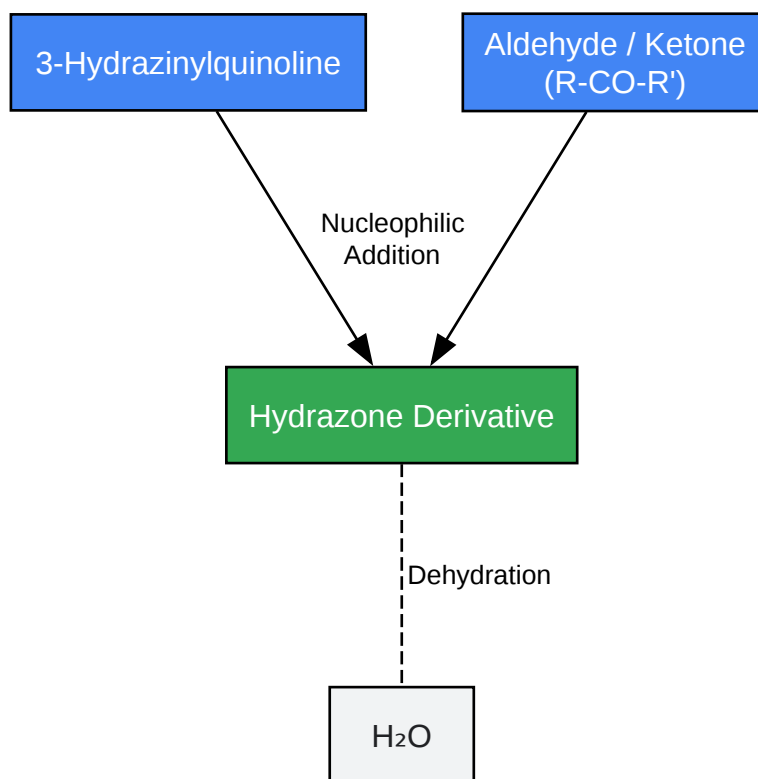 3-Hydrazinylquinoline
Aldehyde / Ketone
(R-CO-R')
Nucleophilic
Addition
Hydrazone Derivative
Dehydration
H₂O